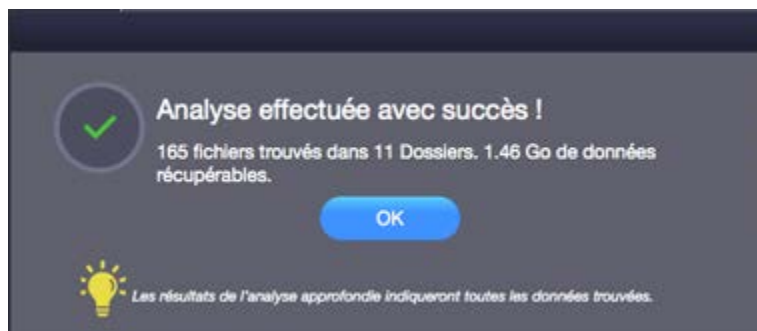 Analyse effectuée avec succès !
165 fichiers trouvés dans 11 Dossiers. 1.46 Go de données
récupérables.
OK
Les résultats de l'analyse approfondie indiqueront toutes les données trouvées.